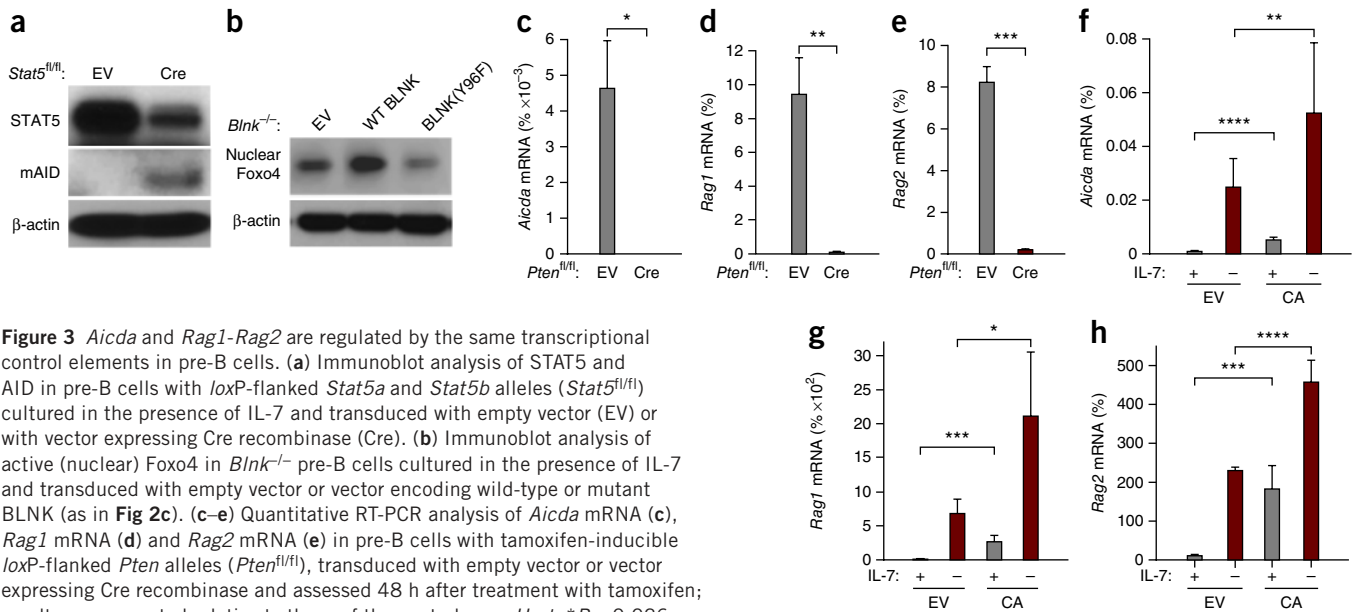 a
Stat5fl/fl: EV Cre
STAT5
mAID
β-actin
b
Blnk–/–: EV WT BLNK BLNK(Y96F)
Nuclear
Foxo4
β-actin
c
Aicda mRNA (% ×10–3)
6
5
4
3
2
1
0
*
Ptenfl/fl: EV Cre
d
Rag1 mRNA (%)
12
10
8
6
4
2
0
**
Ptenfl/fl: EV Cre
e
Rag2 mRNA (%)
10
8
6
4
2
0
***
Ptenfl/fl: EV Cre
f
Aicda mRNA (%)
0.08
0.06
0.04
0.02
0
**
****
IL-7: + – + –
EV CA
Figure 3 Aicda and Rag1-Rag2 are regulated by the same transcriptional
control elements in pre-B cells. (a) Immunoblot analysis of STAT5 and
AID in pre-B cells with loxP-flanked Stat5a and Stat5b alleles (Stat5fl/fl)
cultured in the presence of IL-7 and transduced with empty vector (EV) or
with vector expressing Cre recombinase (Cre). (b) Immunoblot analysis of
active (nuclear) Foxo4 in Blnk–/– pre-B cells cultured in the presence of IL-7
and transduced with empty vector or vector encoding wild-type or mutant
BLNK (as in Fig 2c). (c–e) Quantitative RT-PCR analysis of Aicda mRNA (c),
Rag1 mRNA (d) and Rag2 mRNA (e) in pre-B cells with tamoxifen-inducible
loxP-flanked Pten alleles (Ptenfl/fl), transduced with empty vector or vector
expressing Cre recombinase and assessed 48 h after treatment with tamoxifen;
g
Rag1 mRNA (% ×102)
30
25
20
15
10
5
0
*
***
IL-7: + – + –
EV CA
h
Rag2 mRNA (%)
500
400
300
200
100
0
****
***
IL-7: + – + –
EV CA